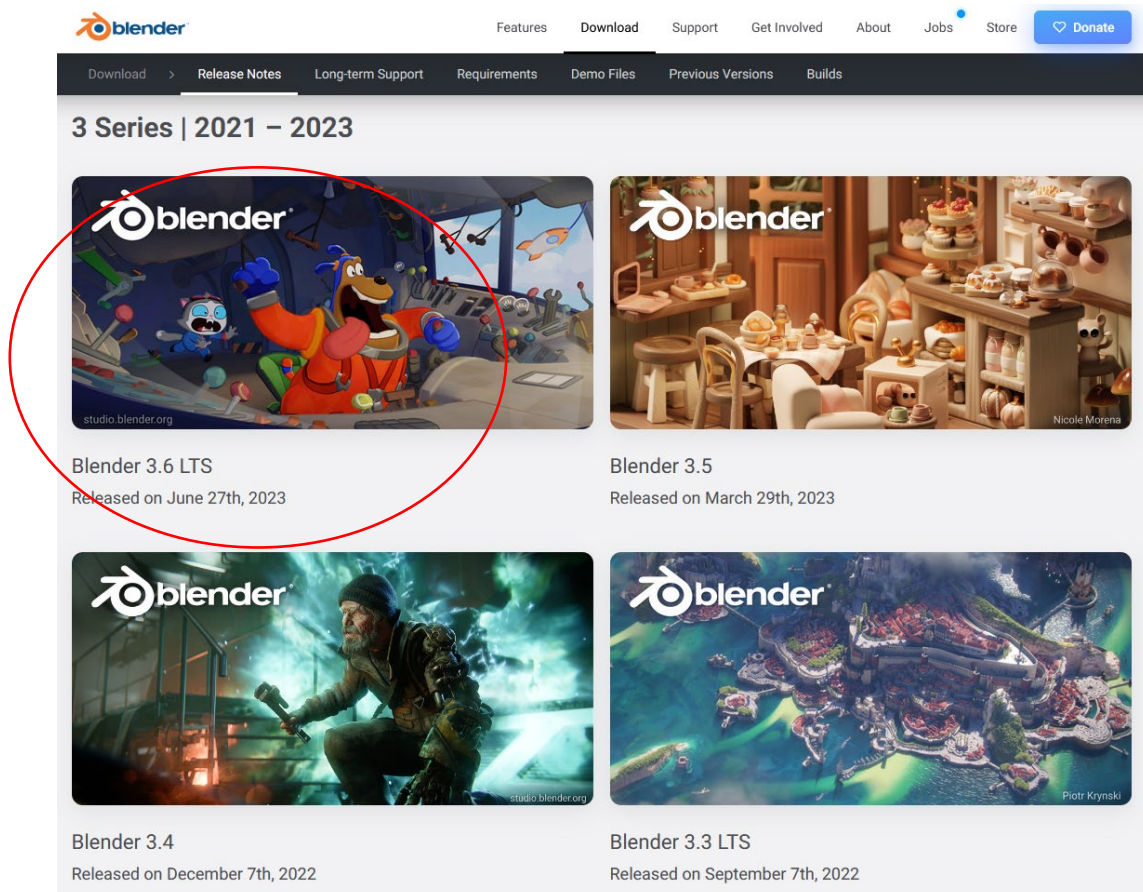 blender
Features Download Support Get Involved About Jobs Store Donate
Download > Release Notes Long-term Support Requirements Demo Files Previous Versions Builds
3 Series | 2021 – 2023
blender
studio.blender.org
Blender 3.6 LTS
Released on June 27th, 2023
blender
Nicole Morena
Blender 3.5
Released on March 29th, 2023
blender
studio.blender.org
Blender 3.4
Released on December 7th, 2022
blender
Piotr Krynski
Blender 3.3 LTS
Released on September 7th, 2022